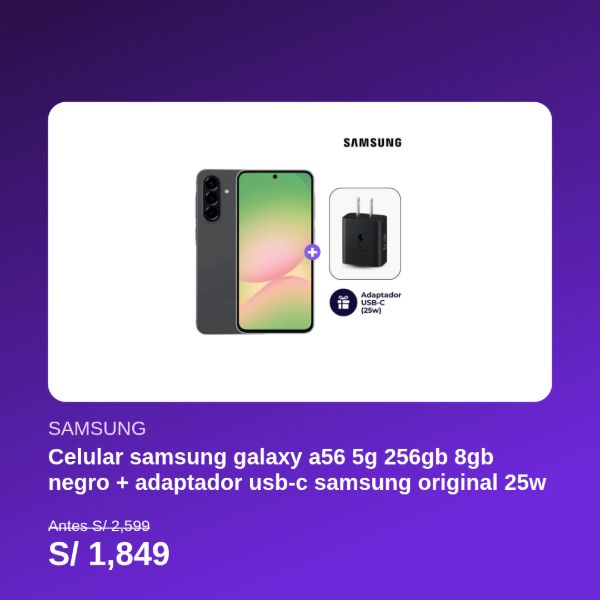 SAMSUNG
Adaptador
USB-C
(25w)
SAMSUNG
Celular samsung galaxy a56 5g 256gb 8gb
negro + adaptador usb-c samsung original 25w
Antes S/ 2,599
S/ 1,849